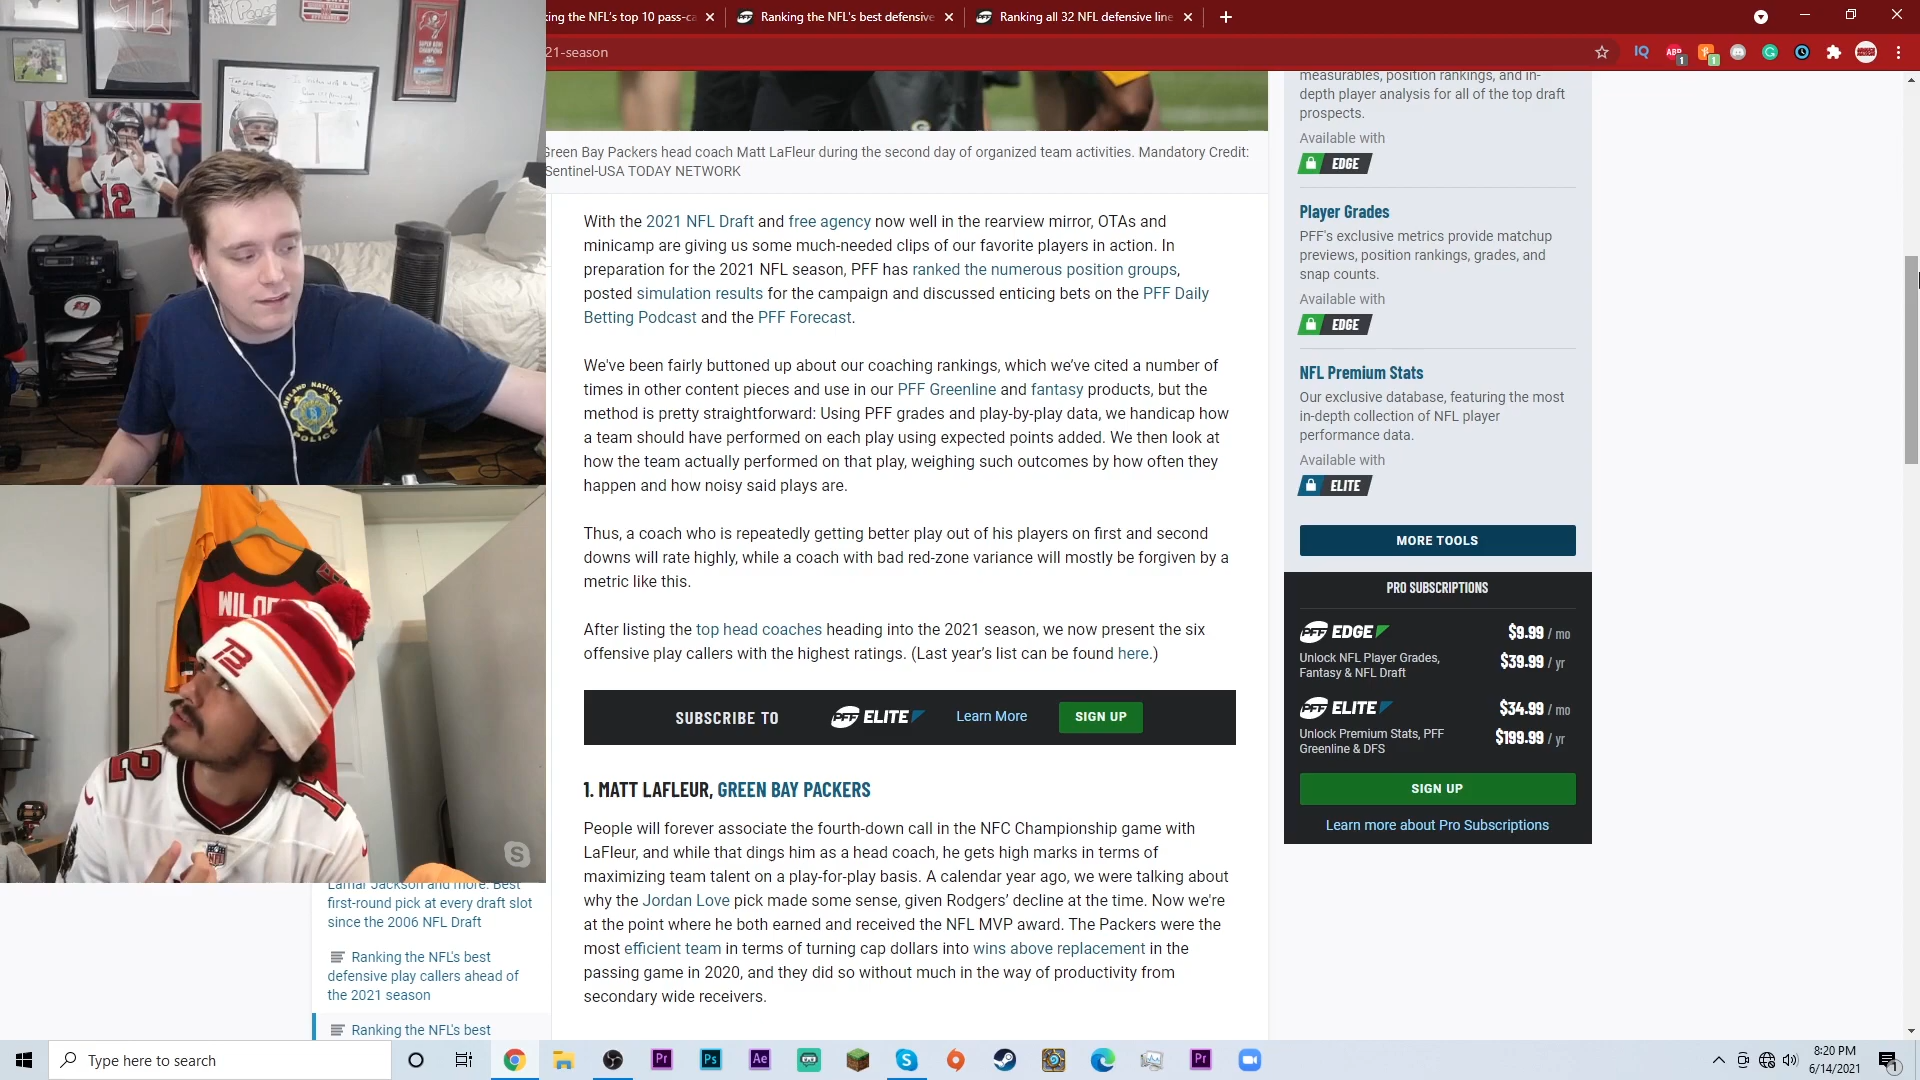 ing the NFL's top 10 pass-ca
Ranking the NFL's best defensive
Ranking all 32 NFL defensive line
21-season
SUPER BOWL
CHAMPIONS
12
Green Bay Packers head coach Matt LaFleur during the second day of organized team activities. Mandatory Credit:
Sentinel-USA TODAY NETWORK
With the 2021 NFL Draft and free agency now well in the rearview mirror, OTAs and
minicamp are giving us some much-needed clips of our favorite players in action. In
preparation for the 2021 NFL season, PFF has ranked the numerous position groups,
posted simulation results for the campaign and discussed enticing bets on the PFF Daily
Betting Podcast and the PFF Forecast.
We've been fairly buttoned up about our coaching rankings, which we’ve cited a number of
times in other content pieces and use in our PFF Greenline and fantasy products, but the
method is pretty straightforward: Using PFF grades and play-by-play data, we handicap how
a team should have performed on each play using expected points added. We then look at
how the team actually performed on that play, weighing such outcomes by how often they
happen and how noisy said plays are.
Thus, a coach who is repeatedly getting better play out of his players on first and second
downs will rate highly, while a coach with bad red-zone variance will mostly be forgiven by a
metric like this.
After listing the top head coaches heading into the 2021 season, we now present the six
offensive play callers with the highest ratings. (Last year’s list can be found here.)
SUBSCRIBE TO PFF ELITE Learn More SIGN UP
1. MATT LAFLEUR, GREEN BAY PACKERS
People will forever associate the fourth-down call in the NFC Championship game with
LaFleur, and while that dings him as a head coach, he gets high marks in terms of
maximizing team talent on a play-for-play basis. A calendar year ago, we were talking about
why the Jordan Love pick made some sense, given Rodgers’ decline at the time. Now we're
at the point where he both earned and received the NFL MVP award. The Packers were the
most efficient team in terms of turning cap dollars into wins above replacement in the
passing game in 2020, and they did so without much in the way of productivity from
secondary wide receivers.
measurables, position rankings, and in-
depth player analysis for all of the top draft
prospects.
Available with
EDGE
Player Grades
PFF's exclusive metrics provide matchup
previews, position rankings, grades, and
snap counts.
Available with
EDGE
NFL Premium Stats
Our exclusive database, featuring the most
in-depth collection of NFL player
performance data.
Available with
ELITE
MORE TOOLS
PRO SUBSCRIPTIONS
PFF EDGE $9.99 / mo
Unlock NFL Player Grades,
Fantasy & NFL Draft
$39.99 / yr
PFF ELITE $34.99 / mo
Unlock Premium Stats, PFF
Greenline & DFS
$199.99 / yr
SIGN UP
Learn more about Pro Subscriptions
POLICE
TB
NFL
Lamar Jackson and more: Best
first-round pick at every draft slot
since the 2006 NFL Draft
Ranking the NFL's best
defensive play callers ahead of
the 2021 season
Ranking the NFL's best
Type here to search
8:20 PM
6/14/2021